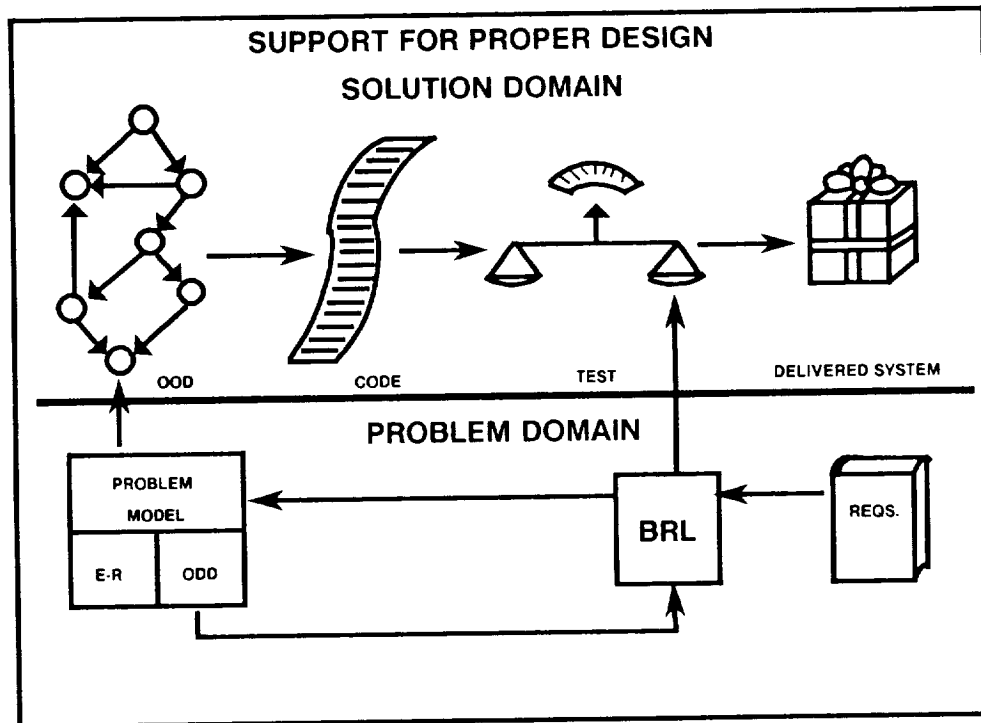 SUPPORT FOR PROPER DESIGN
SOLUTION DOMAIN
OOD
CODE
TEST
DELIVERED SYSTEM
PROBLEM DOMAIN
PROBLEM
MODEL
E-R
ODD
BRL
REQS.